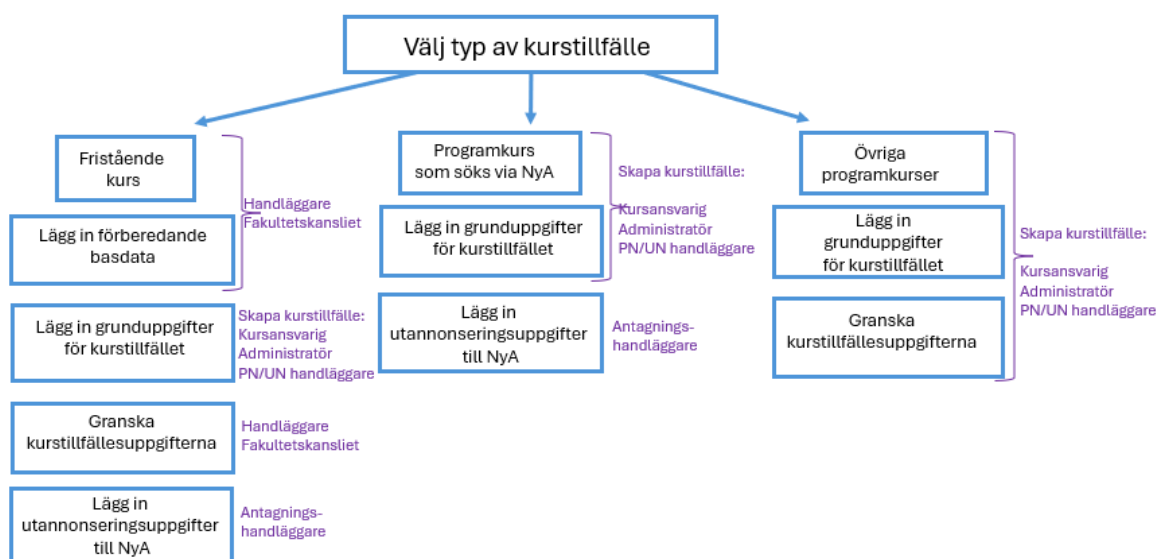 Välj typ av kurstillfälle
Fristående
kurs
Lägg in förberedande
basdata
Handläggare
Fakultetskansliet
Lägg in grunduppgifter
för kurstillfället
Skapa kurstillfälle:
Kursansvarig
Administratör
PN/UN handläggare
Granska
kurstillfällesuppgifterna
Handläggare
Fakultetskansliet
Lägg in
utannonseringsuppgifter
till NyA
Antagnings-
handläggare
Programkurs
som söks via NyA
Lägg in grunduppgifter
för kurstillfället
Skapa kurstillfälle:
Kursansvarig
Administratör
PN/UN handläggare
Lägg in
utannonseringsuppgifter
till NyA
Antagnings-
handläggare
Övriga
programkurser
Lägg in
grunduppgifter
för kurstillfället
Granska
kurstillfällesuppgifterna
Skapa kurstillfälle:
Kursansvarig
Administratör
PN/UN handläggare